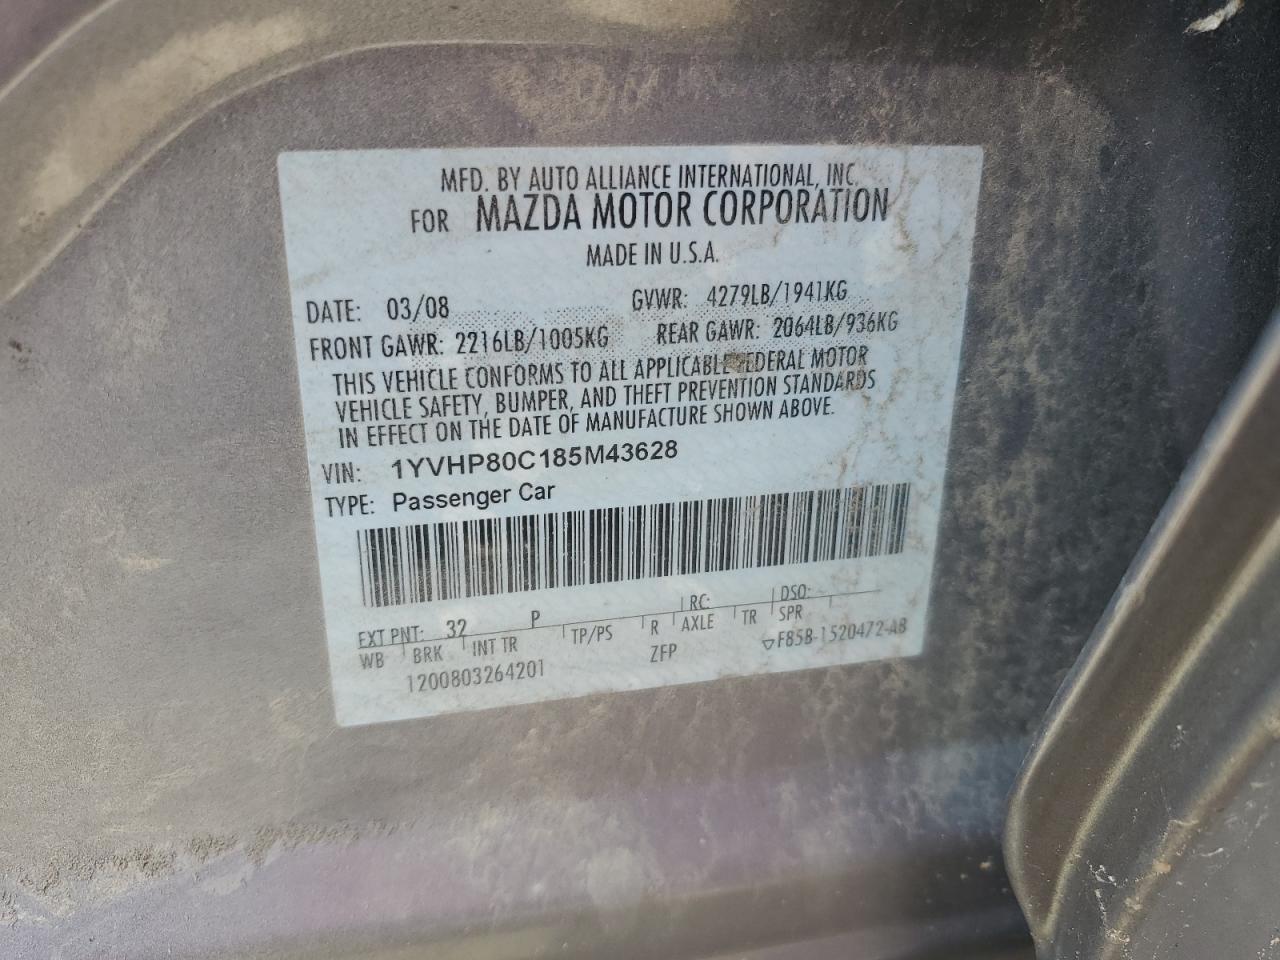 MFD. BY AUTO ALLIANCE INTERNATIONAL, INC.
FOR MAZDA MOTOR CORPORATION
MADE IN U.S.A.
DATE: 03/08 GVWR: 4279LB/1941KG
FRONT GAWR: 2216LB/1005KG REAR GAWR: 2064LB/936KG
THIS VEHICLE CONFORMS TO ALL APPLICABLE FEDERAL MOTOR
VEHICLE SAFETY, BUMPER, AND THEFT PREVENTION STANDARDS
IN EFFECT ON THE DATE OF MANUFACTURE SHOWN ABOVE.
VIN: 1YVHP80C185M43628
TYPE: Passenger Car
EXT PNT: 32 P RC: DSO:
WB BRK INT TR TP/PS R AXLE TR SPR
1200803264201 ZFP ▽F85B-1520472-AB